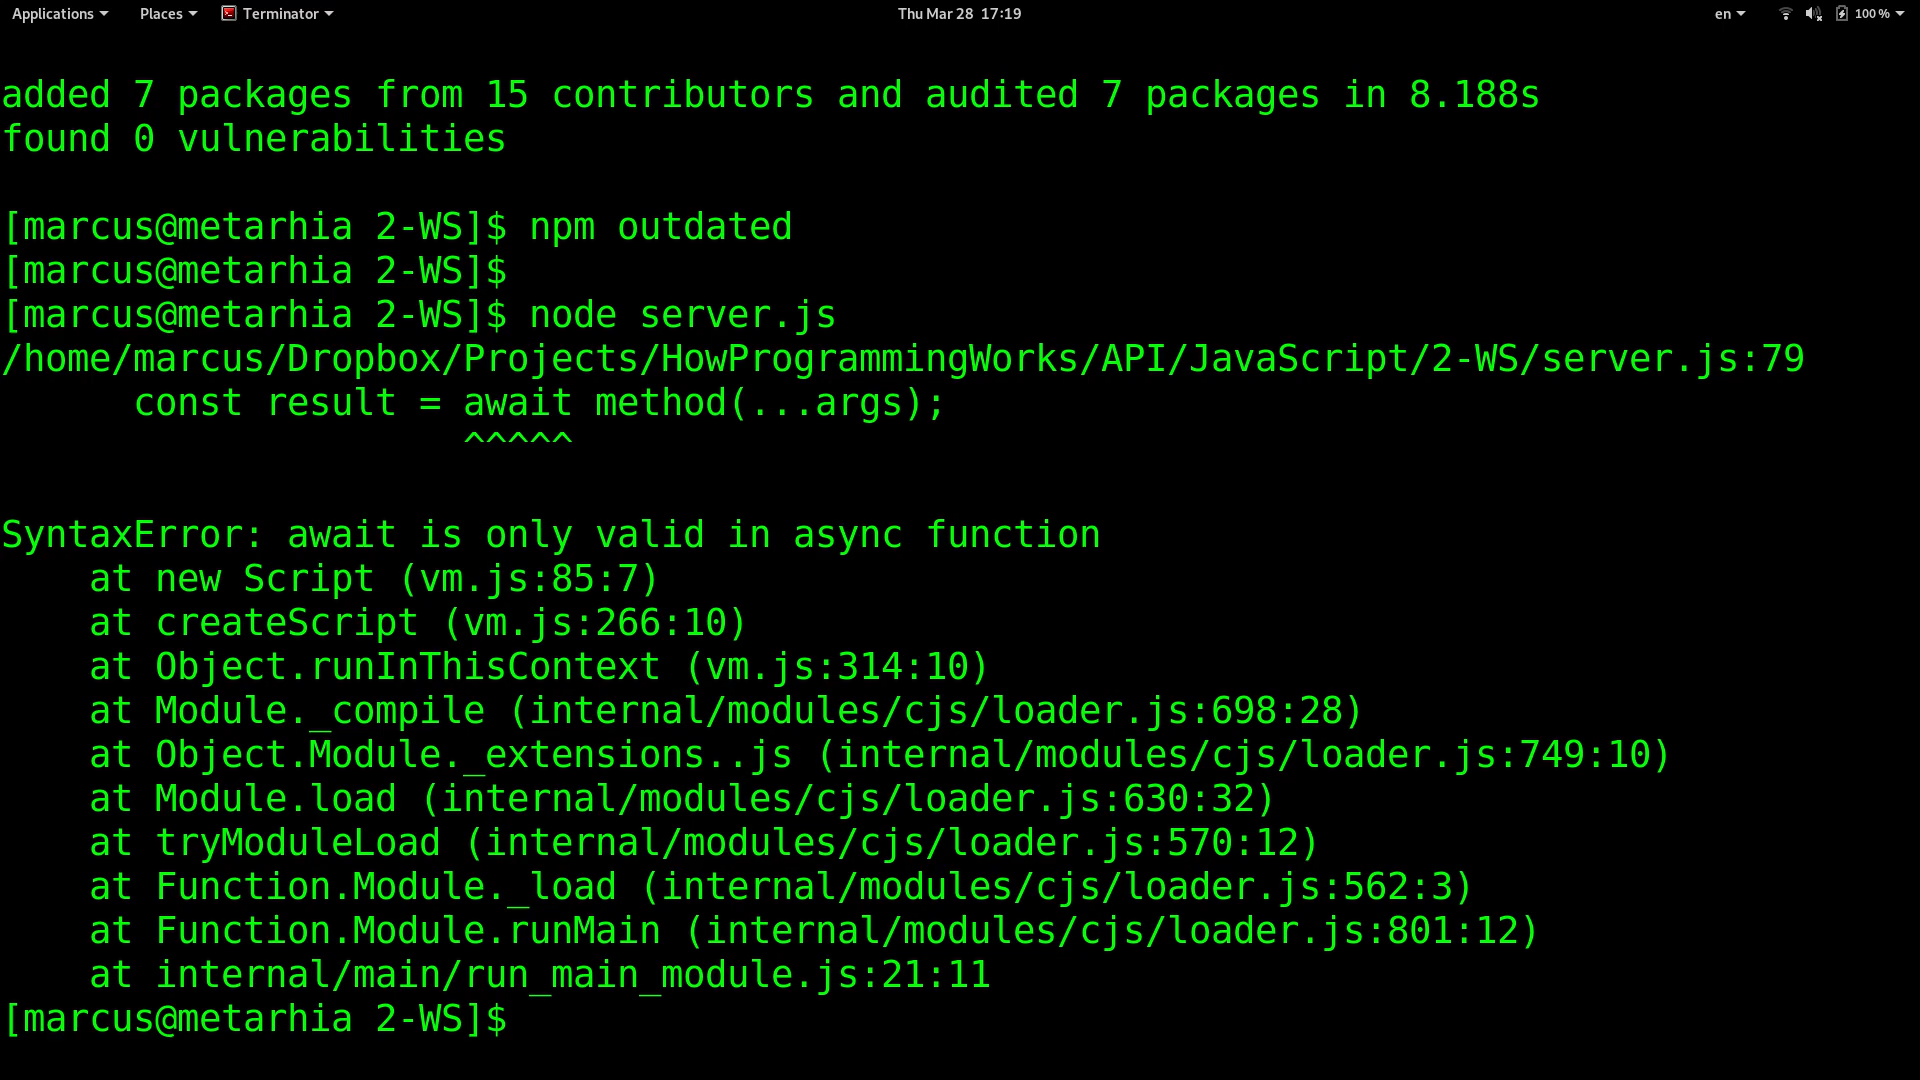 Applications Places Terminator Thu Mar 28 17:19 en 100 %
added 7 packages from 15 contributors and audited 7 packages in 8.188s
found 0 vulnerabilities
[marcus@metarhia 2-WS]$ npm outdated
[marcus@metarhia 2-WS]$
[marcus@metarhia 2-WS]$ node server.js
/home/marcus/Dropbox/Projects/HowProgrammingWorks/API/JavaScript/2-WS/server.js:79
      const result = await method(...args);
                     ^^^^^
SyntaxError: await is only valid in async function
    at new Script (vm.js:85:7)
    at createScript (vm.js:266:10)
    at Object.runInThisContext (vm.js:314:10)
    at Module._compile (internal/modules/cjs/loader.js:698:28)
    at Object.Module._extensions..js (internal/modules/cjs/loader.js:749:10)
    at Module.load (internal/modules/cjs/loader.js:630:32)
    at tryModuleLoad (internal/modules/cjs/loader.js:570:12)
    at Function.Module._load (internal/modules/cjs/loader.js:562:3)
    at Function.Module.runMain (internal/modules/cjs/loader.js:801:12)
    at internal/main/run_main_module.js:21:11
[marcus@metarhia 2-WS]$